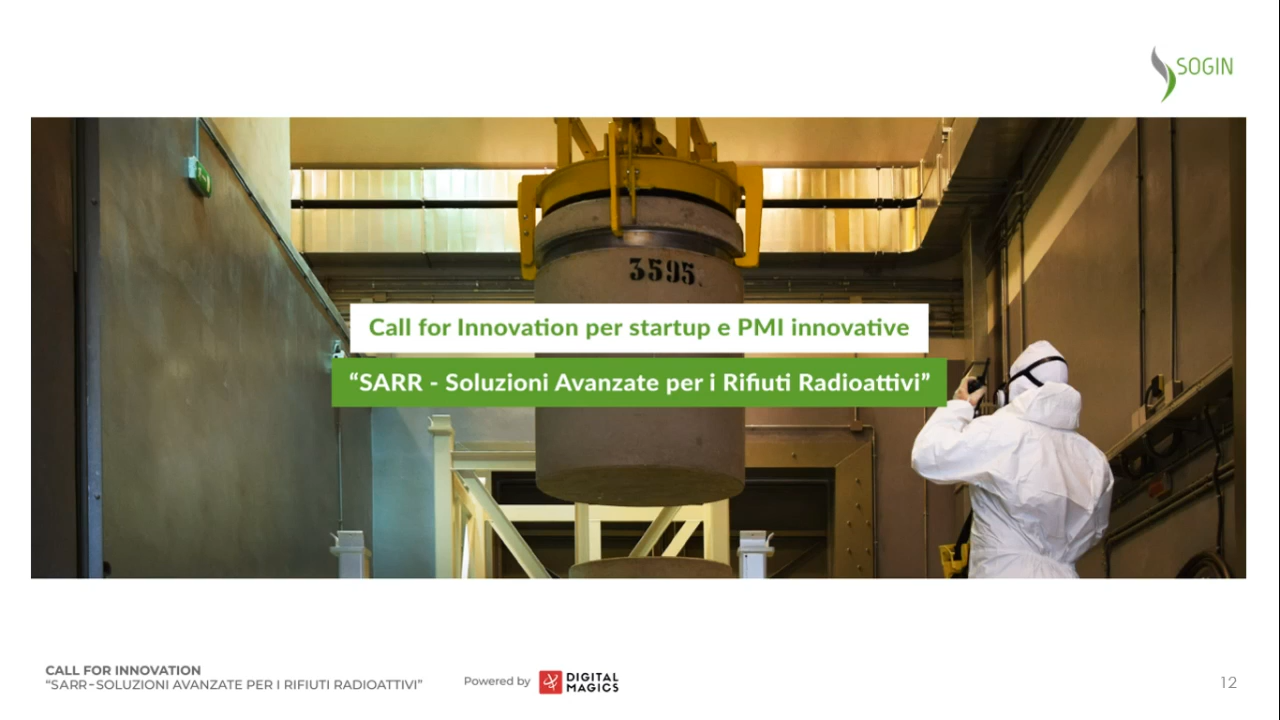 SOGIN
3595
Call for Innovation per startup e PMI innovative
“SARR - Soluzioni Avanzate per i Rifiuti Radioattivi”
CALL FOR INNOVATION
“SARR–SOLUZIONI AVANZATE PER I RIFIUTI RADIOATTIVI”
Powered by
DIGITAL
MAGICS
12